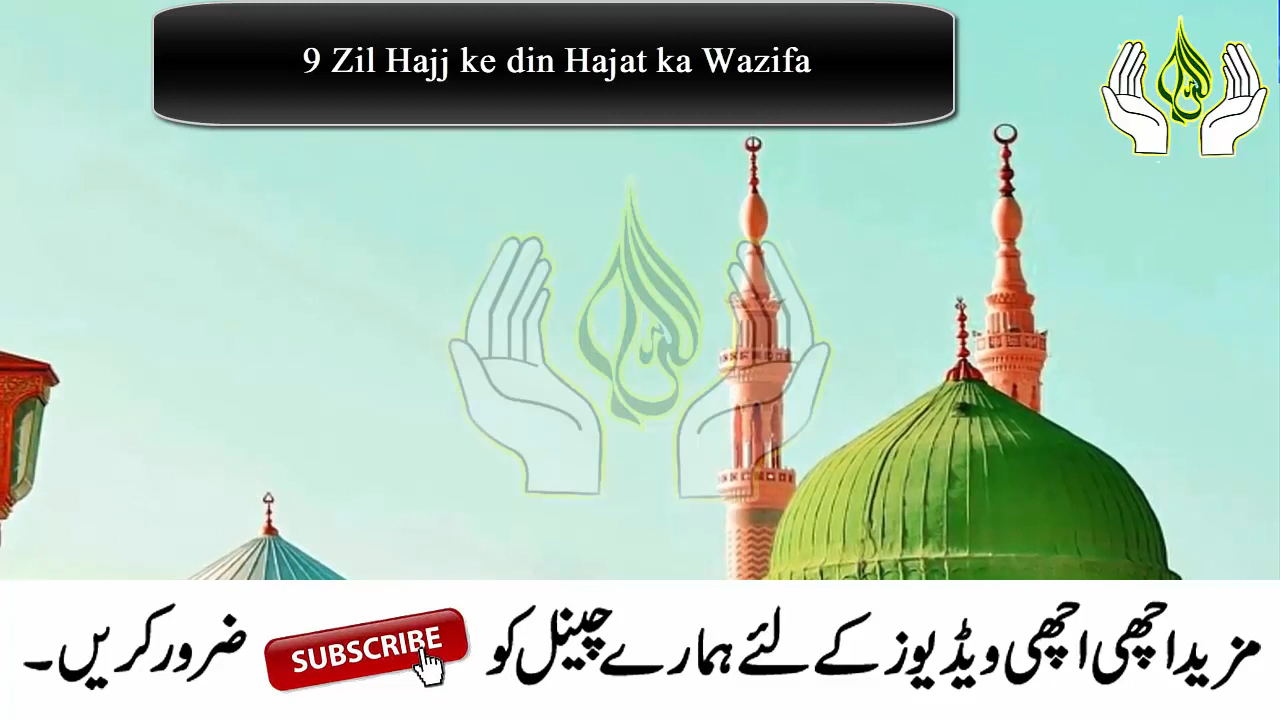 9 Zil Hajj ke din Hajat ka Wazifa
مزید اچھی اچھی ویڈیوز کے لئے ہمارے چینل کو SUBSCRIBE ضرور کریں۔